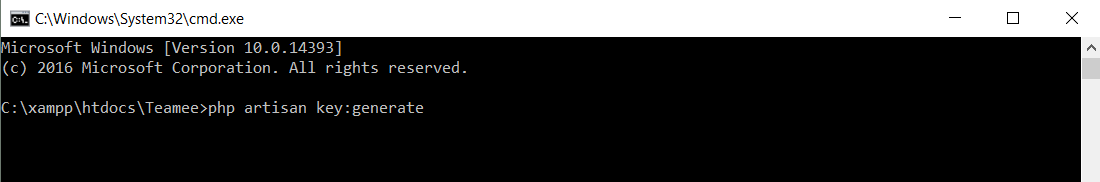 C:\Windows\System32\cmd.exe
Microsoft Windows [Version 10.0.14393]
(c) 2016 Microsoft Corporation. All rights reserved.
C:\xampp\htdocs\Teamee>php artisan key:generate